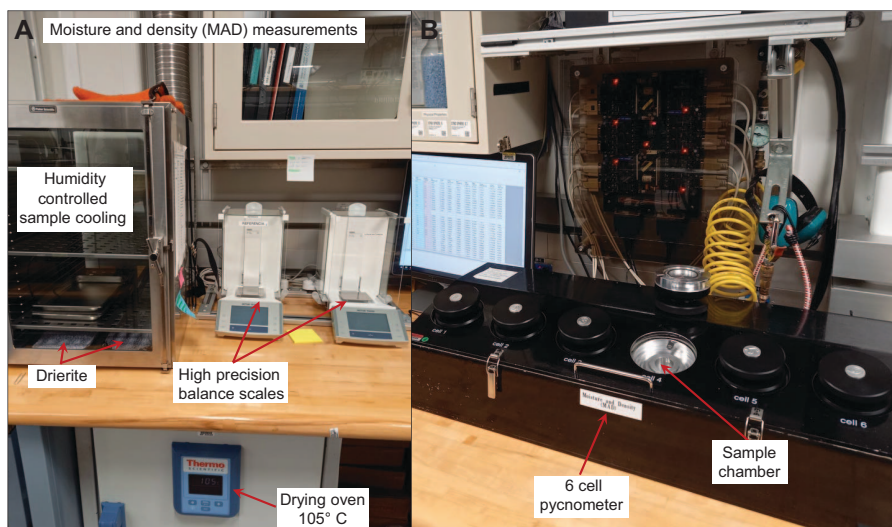 A
Moisture and density (MAD) measurements
Humidity
controlled
sample cooling
REFERENCE
Drierite
High precision
balance scales
Thermo
SCIENTIFIC
105
Drying oven
105° C
B
cell 1
cell 2
cell 3
cell 4
cell 5
cell 6
Moisture and Density
(MAD)
Sample
chamber
6 cell
pycnometer